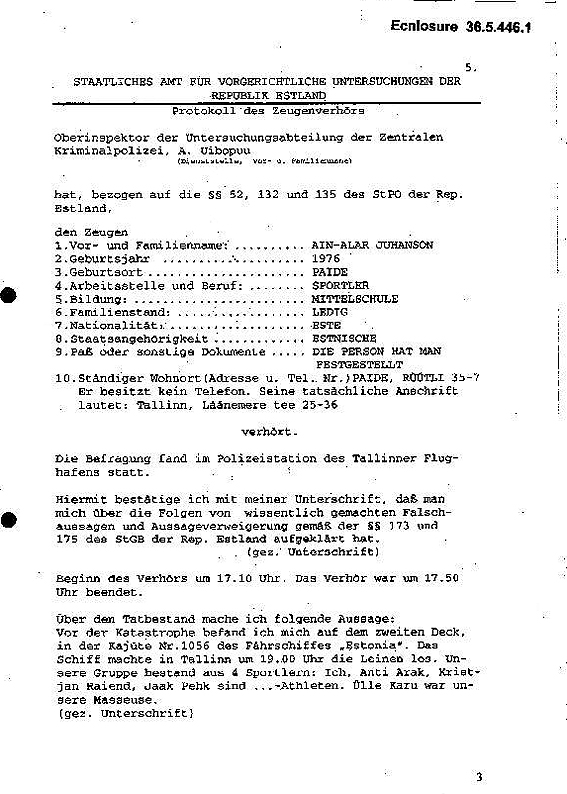 Ecnlosure 36.5.446.1
5.
STAATLICHES AMT FÜR VORGERICHTLICHE UNTERSUCHUNGEN DER
REPUBLIK ESTLAND
Protokoll des Zeugenverhörs
Oberinspektor der Untersuchungsabteilung der Zentralen
Kriminalpolizei, A. Uibopuu
(Dienststelle, Vor- u. Familienname)
hat, bezogen auf die §§ 52, 132 und 135 des StPO der Rep.
Estland,
den Zeugen
1.Vor- und Familienname: .......... AIN-ALAR JUHANSON
2.Geburtsjahr .................... 1976
3.Geburtsort ...................... PAIDE
4.Arbeitsstelle und Beruf: ........ SPORTLER
5.Bildung: ........................ MITTELSCHULE
6.Familienstand: .................. LEDIG
7.Nationalität: ................... ESTE
8.Staatsangehörigkeit ............. ESTNISCHE
9.Paß oder sonstige Dokumente ..... DIE PERSON HAT MAN
FESTGESTELLT
10.Ständiger Wohnort(Adresse u. Tel. Nr.)PAIDE, RÜÜTLI 35-7
Er besitzt kein Telefon. Seine tatsächliche Anschrift
lautet: Tallinn, Läänemere tee 25-36
verhört.
Die Befragung fand im Polizeistation des Tallinner Flug-
hafens statt.
Hiermit bestätige ich mit meiner Unterschrift, daß man
mich über die Folgen von wissentlich gemachten Falsch-
aussagen und Aussageverweigerung gemäß der §§ 173 und
175 des StGB der Rep. Estland aufgeklärt hat.
(gez. Unterschrift)
Beginn des Verhörs um 17.10 Uhr. Das Verhör war um 17.50
Uhr beendet.
Über den Tatbestand mache ich folgende Aussage:
Vor der Katastrophe befand ich mich auf dem zweiten Deck,
in der Kajüte Nr.1056 des Fährschiffes „Estonia". Das
Schiff machte in Tallinn um 19.00 Uhr die Leinen los. Un-
sere Gruppe bestand aus 4 Sportlern: Ich, Anti Arak, Krist-
jan Raiend, Jaak Pehk sind ...-Athleten. Ülle Karu war un-
sere Masseuse.
(gez. Unterschrift)
3